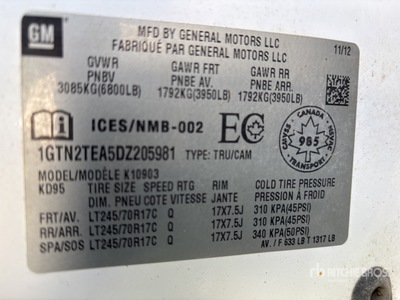 GM
MFD BY GENERAL MOTORS LLC
FABRIQUÉ PAR GENERAL MOTORS LLC
11/12
GVWR GAWR FRT GAWR RR
PNBV PNBE AV. PNBE ARR.
3085KG(6800LB) 1792KG(3950LB) 1792KG(3950LB)
ICES/NMB-002
EC
CANADA
985
TRANSPORT
1GTN2TEA5DZ205981 TYPE: TRU/CAM
MODEL/MODÈLE K10903
KD95 TIRE SIZE SPEED RTG RIM COLD TIRE PRESSURE
DIM. PNEU COTE VITESSE JANTE PRESSION À FROID
FRT/AV. LT245/70R17C Q 17X7.5J 310 KPA(45PSI)
RR/ARR. LT245/70R17C Q 17X7.5J 310 KPA(45PSI)
SPA/SOS LT245/70R17C Q 17X7.5J 340 KPA(50PSI)
AV. / F 633 LB T 1317 LB
RITCHIE BROS